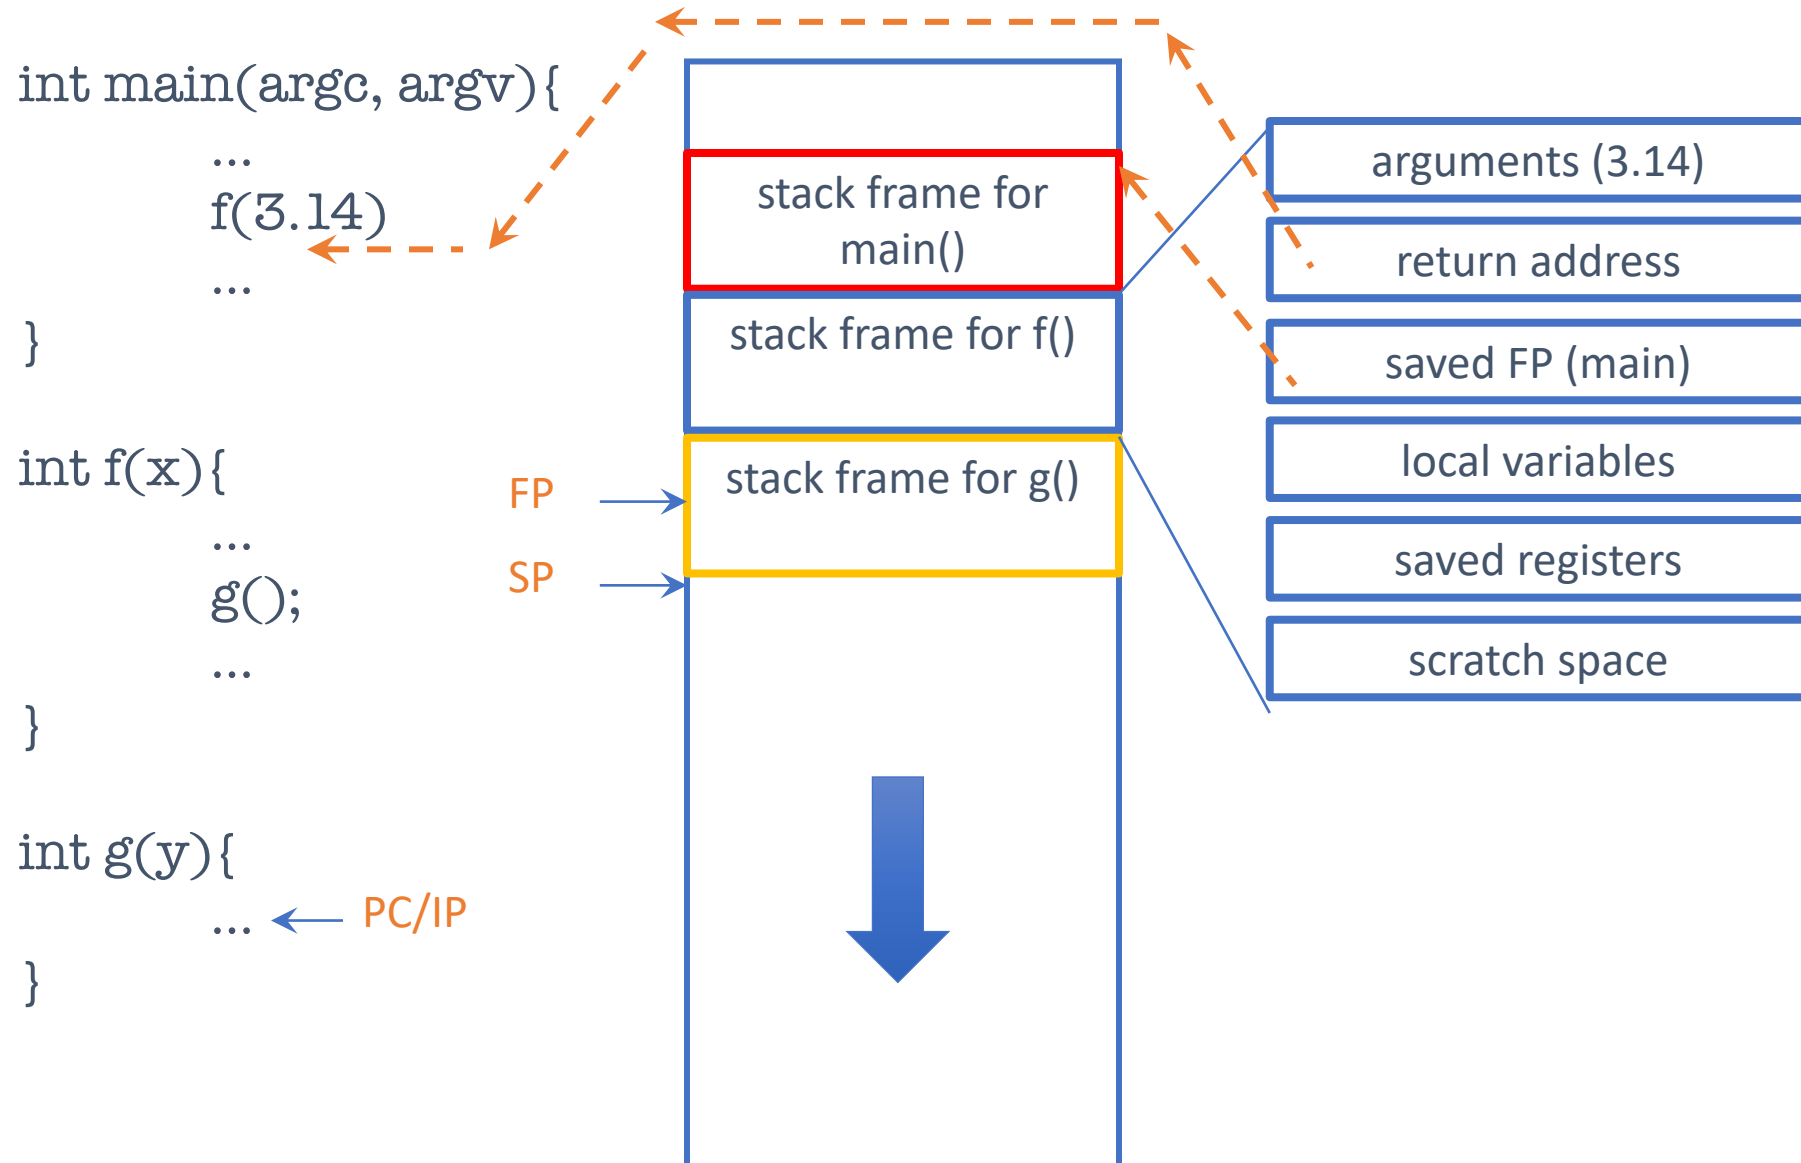 int main(argc, argv){
...
f(3.14)
...
}
int f(x){
...
g();
...
}
int g(y){
...
PC/IP
}
FP
SP
stack frame for
main()
stack frame for f()
stack frame for g()
arguments (3.14)
return address
saved FP (main)
local variables
saved registers
scratch space